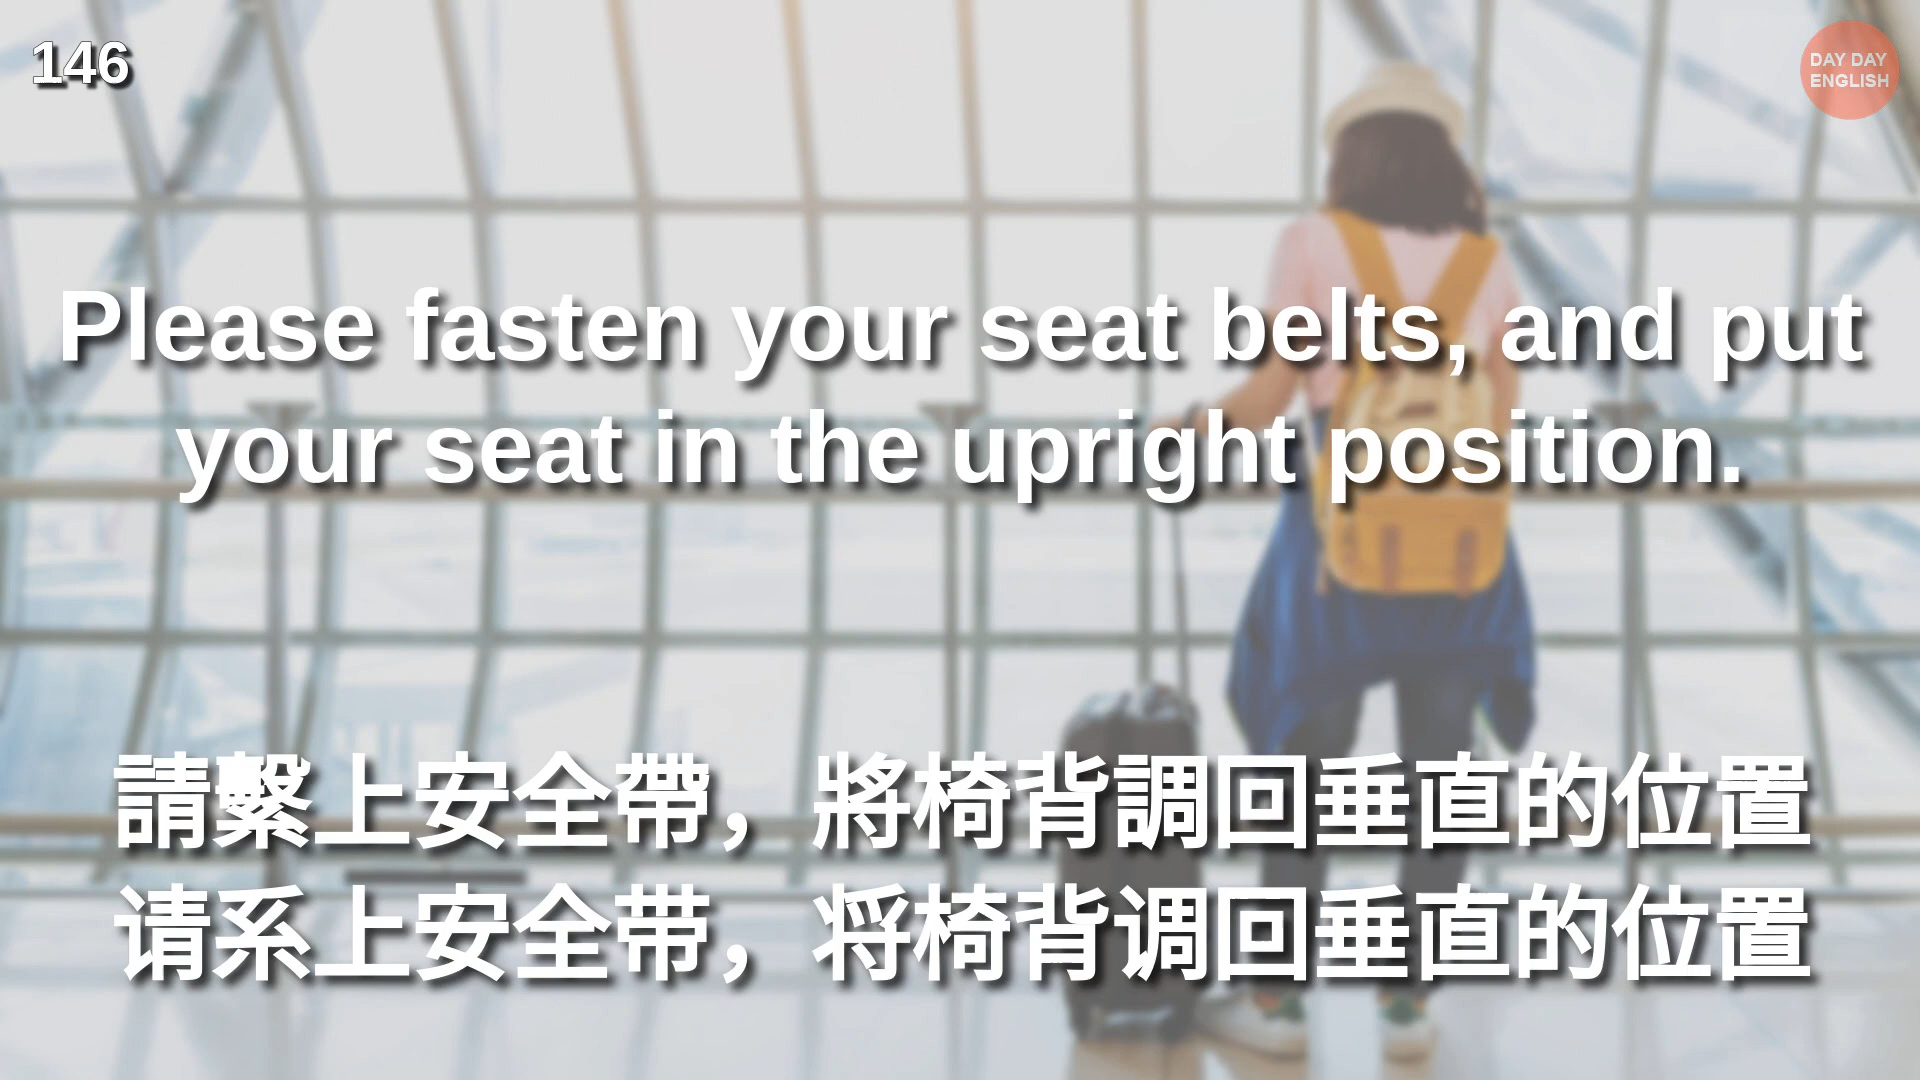 146
DAY DAY
ENGLISH
Please fasten your seat belts, and put
your seat in the upright position.
請繫上安全帶，將椅背調回垂直的位置
请系上安全带，将椅背调回垂直的位置